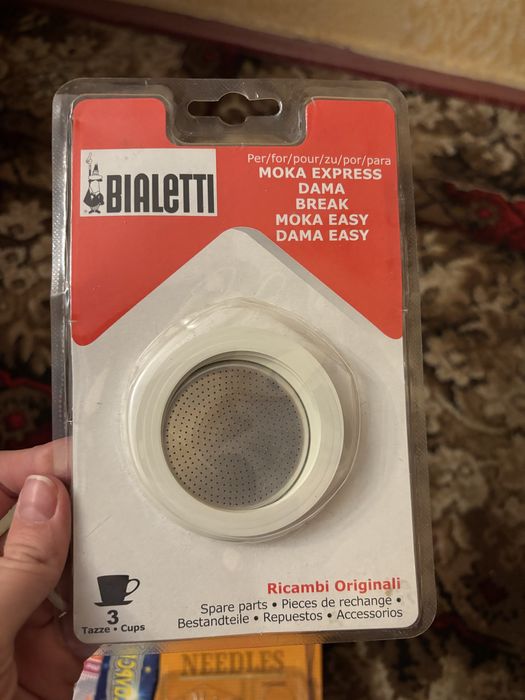 BIALETTI
Per/for/pour/zu/por/para
MOKA EXPRESS
DAMA
BREAK
MOKA EASY
DAMA EASY
3
Tazze • Cups
Ricambi Originali
Spare parts • Pieces de rechange •
Bestandteile • Repuestos • Accessorios
NEEDLES